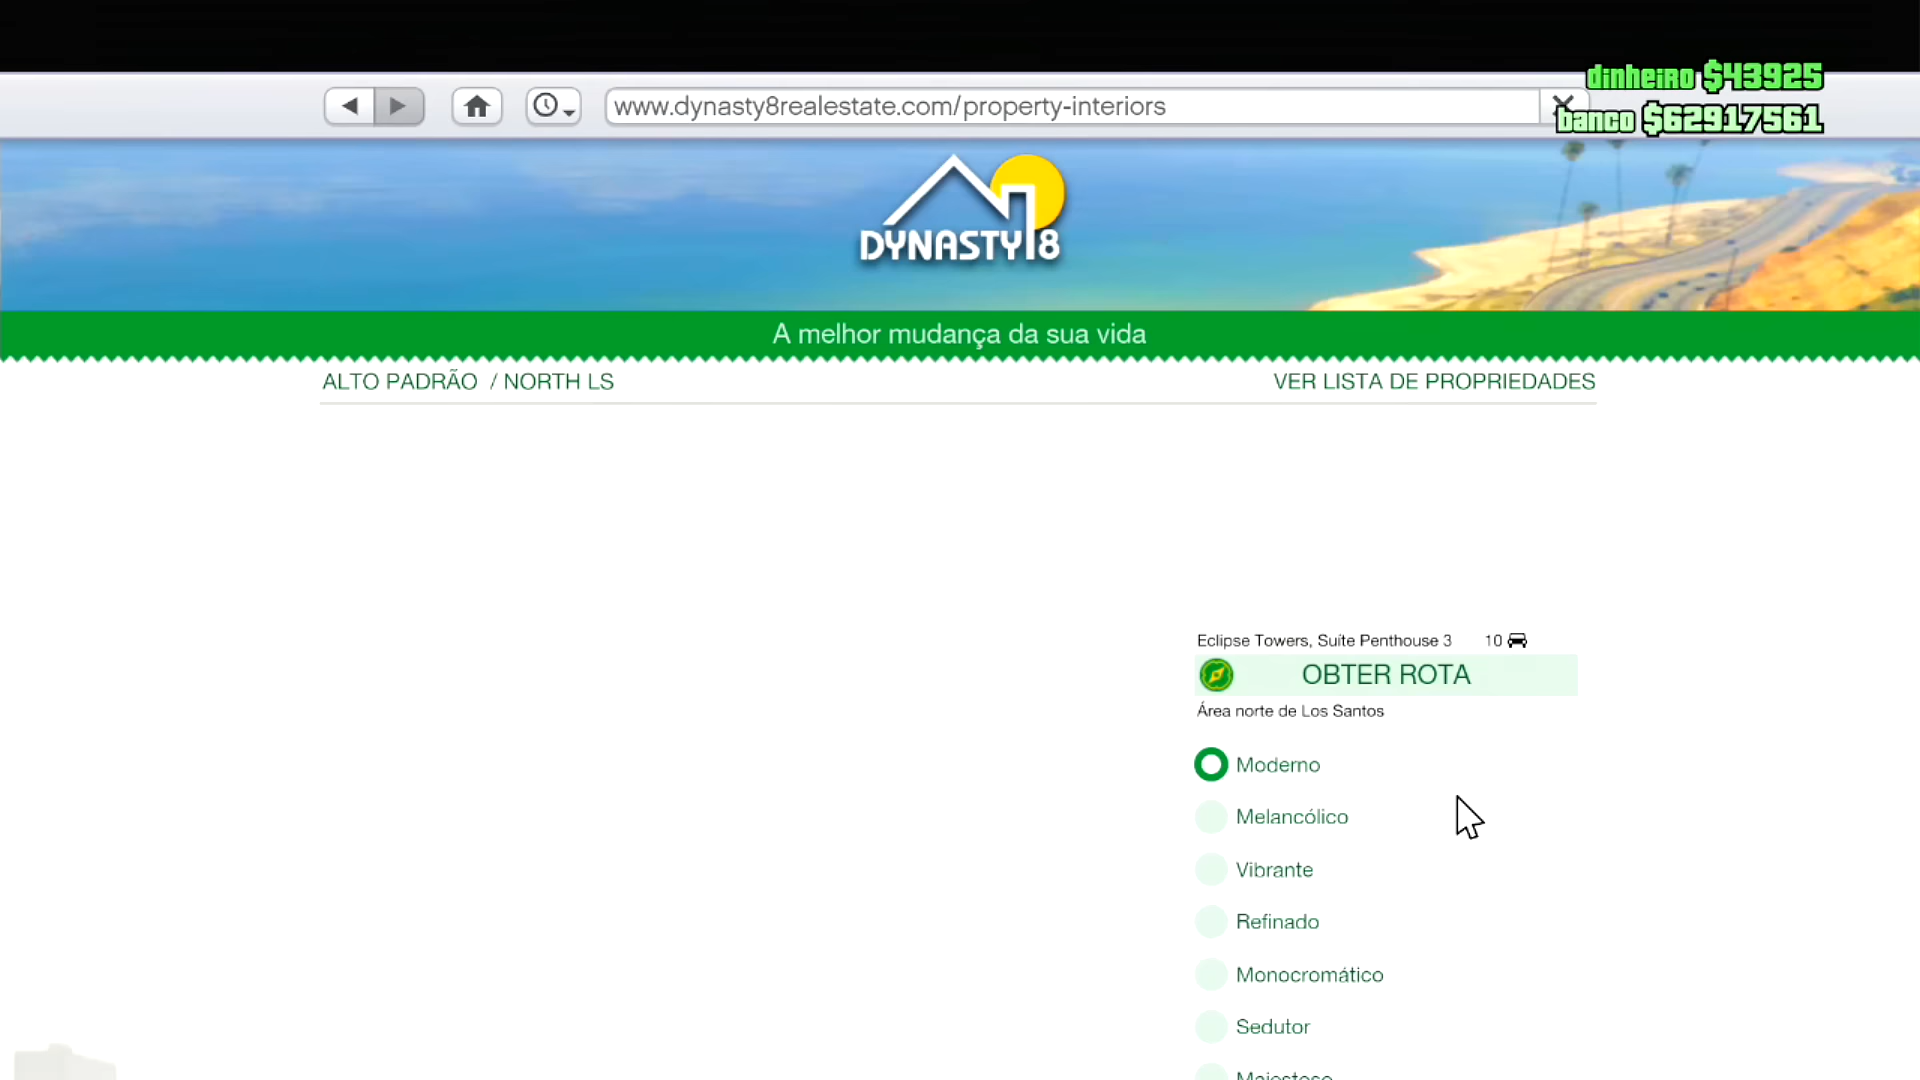 dinheiro $43925
www.dynasty8realestate.com/property-interiors
banco $62917561
DYNASTY 8
A melhor mudança da sua vida
ALTO PADRÃO / NORTH LS
VER LISTA DE PROPRIEDADES
Eclipse Towers, Suíte Penthouse 3 10
OBTER ROTA
Área norte de Los Santos
Moderno
Melancólico
Vibrante
Refinado
Monocromático
Sedutor
Majestoso